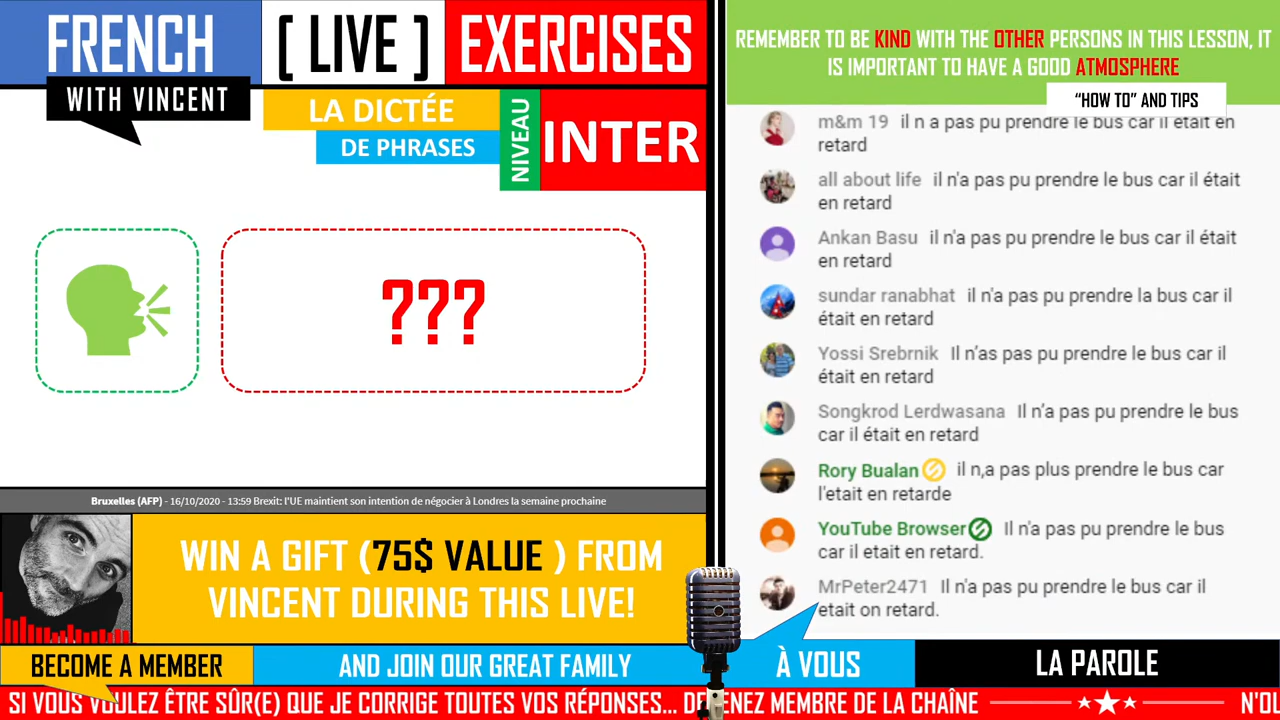 FRENCH
WITH VINCENT
[ LIVE ]
EXERCISES
LA DICTÉE
DE PHRASES
NIVEAU
INTER
???
Bruxelles (AFP) - 16/10/2020 - 13:59 Brexit: l'UE maintient son intention de négocier à Londres la semaine prochaine
WIN A GIFT (75$ VALUE ) FROM
VINCENT DURING THIS LIVE!
BECOME A MEMBER
AND JOIN OUR GREAT FAMILY
REMEMBER TO BE KIND WITH THE OTHER PERSONS IN THIS LESSON, IT
IS IMPORTANT TO HAVE A GOOD ATMOSPHERE
“HOW TO” AND TIPS
m&m 19 il n a pas pu prendre le bus car il etait en
retard
all about life il n'a pas pu prendre le bus car il était
en retard
Ankan Basu il n'a pas pu prendre le bus car il était
en retard
sundar ranabhat il n'a pas pu prendre la bus car il
était en retard
Yossi Srebrnik Il n’as pas pu prendre le bus car il
était en retard
Songkrod Lerdwasana Il n’a pas pu prendre le bus
car il était en retard
Rory Bualan il n,a pas plus prendre le bus car
l'etait en retarde
YouTube Browser Il n'a pas pu prendre le bus
car il etait en retard.
MrPeter2471 Il n'a pas pu prendre le bus car il
etait on retard.
À VOUS
LA PAROLE
SI VOUS VOULEZ ÊTRE SÛR(E) QUE JE CORRIGE TOUTES VOS RÉPONSES... DE ENEZ MEMBRE DE LA CHAÎNE
N'OU